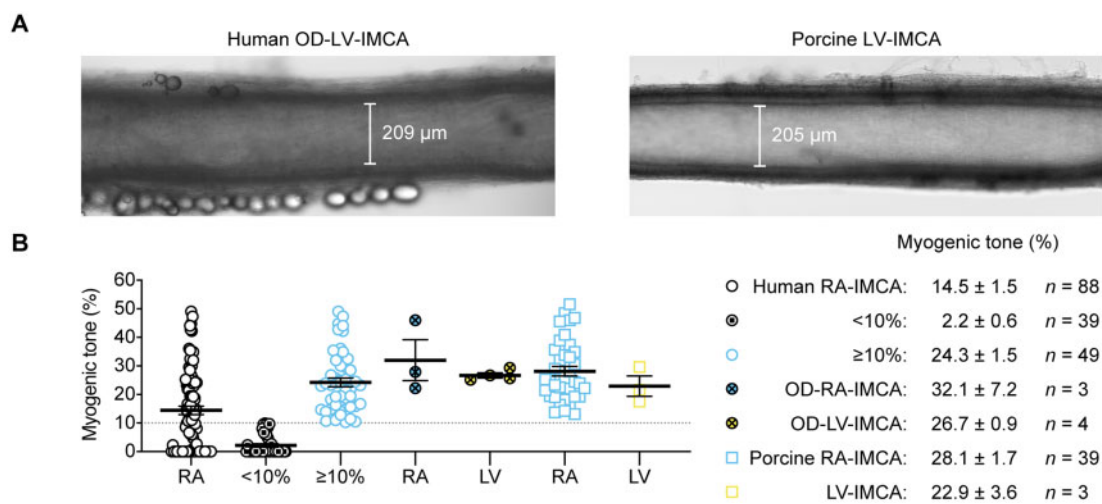 A
Human OD-LV-IMCA
Porcine LV-IMCA
209 µm
205 µm
B
Myogenic tone (%)
60
50
40
30
20
10
0
RA
<10%
≥10%
RA
LV
RA
LV
Myogenic tone (%)
Human RA-IMCA: 14.5 ± 1.5 n = 88
<10%: 2.2 ± 0.6 n = 39
≥10%: 24.3 ± 1.5 n = 49
OD-RA-IMCA: 32.1 ± 7.2 n = 3
OD-LV-IMCA: 26.7 ± 0.9 n = 4
Porcine RA-IMCA: 28.1 ± 1.7 n = 39
LV-IMCA: 22.9 ± 3.6 n = 3